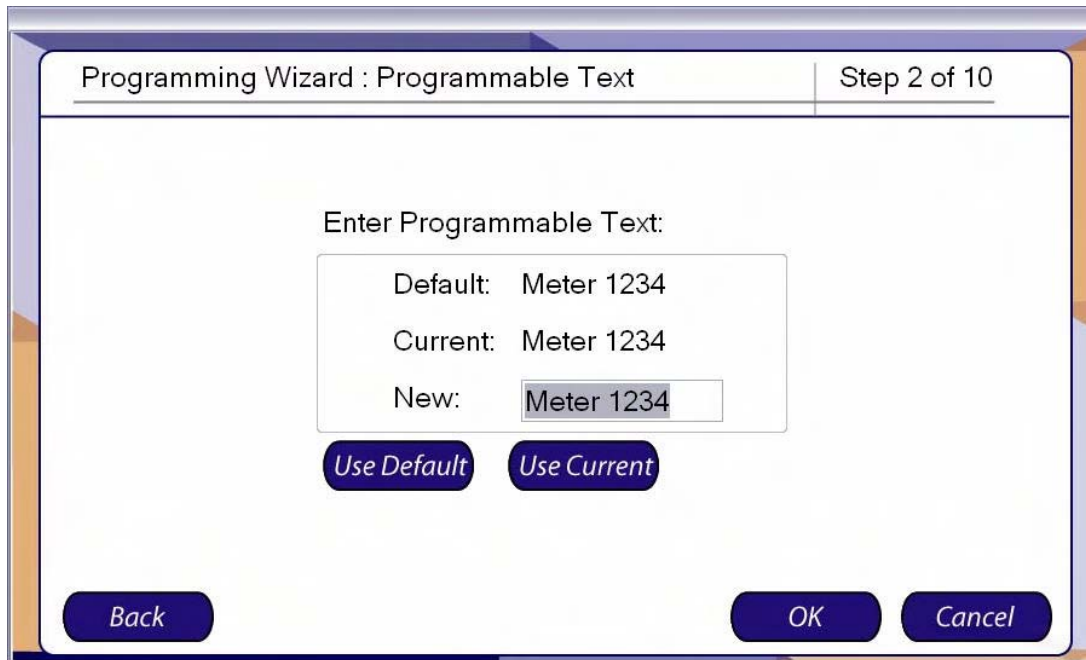 Programming Wizard : Programmable Text Step 2 of 10
Enter Programmable Text:
Default: Meter 1234
Current: Meter 1234
New: Meter 1234
Use Default Use Current
Back OK Cancel